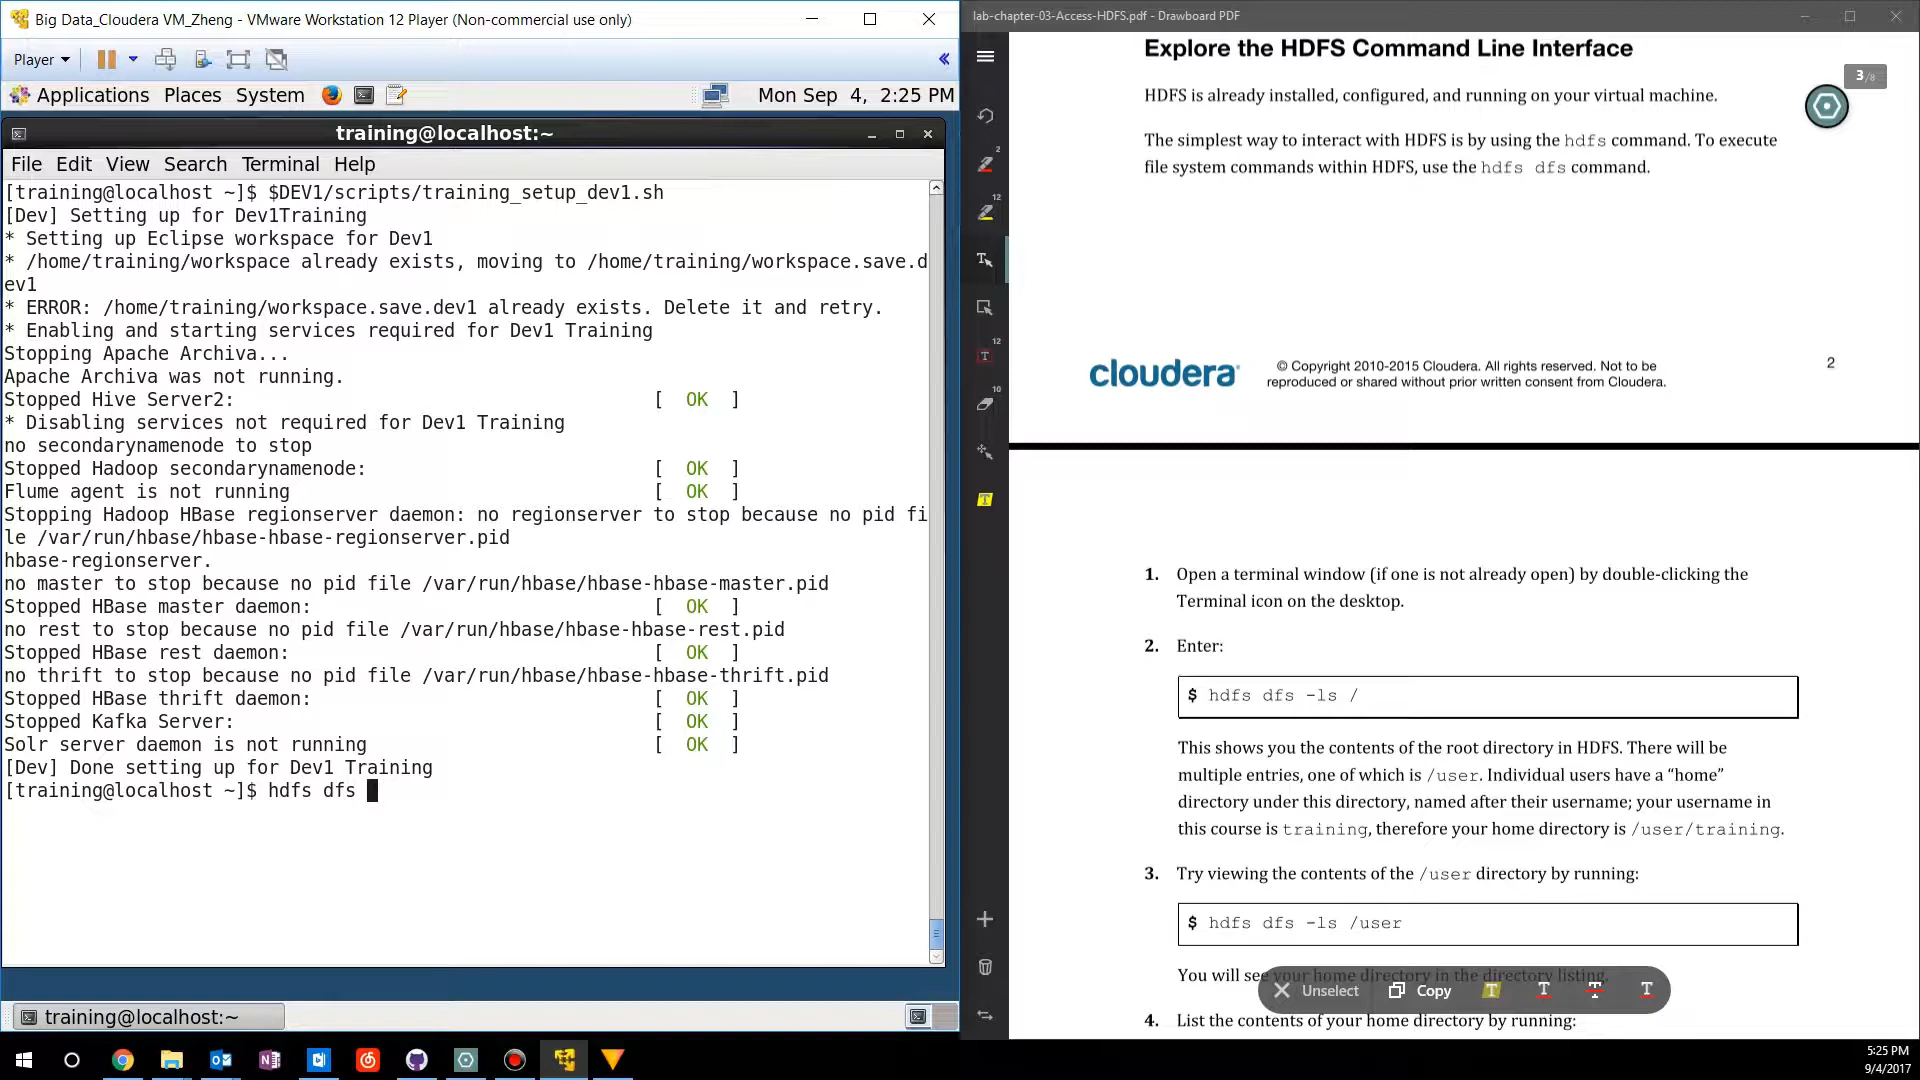 Big Data_Cloudera VM_Zheng - VMware Workstation 12 Player (Non-commercial use only)
Player
Applications Places System
Mon Sep 4, 2:25 PM
training@localhost:~
File Edit View Search Terminal Help
[training@localhost ~]$ $DEV1/scripts/training_setup_dev1.sh
[Dev] Setting up for Dev1Training
* Setting up Eclipse workspace for Dev1
* /home/training/workspace already exists, moving to /home/training/workspace.save.d
ev1
* ERROR: /home/training/workspace.save.dev1 already exists. Delete it and retry.
* Enabling and starting services required for Dev1 Training
Stopping Apache Archiva...
Apache Archiva was not running.
Stopped Hive Server2: [ OK ]
* Disabling services not required for Dev1 Training
no secondarynamenode to stop
Stopped Hadoop secondarynamenode: [ OK ]
Flume agent is not running [ OK ]
Stopping Hadoop HBase regionserver daemon: no regionserver to stop because no pid fi
le /var/run/hbase/hbase-hbase-regionserver.pid
hbase-regionserver.
no master to stop because no pid file /var/run/hbase/hbase-hbase-master.pid
Stopped HBase master daemon: [ OK ]
no rest to stop because no pid file /var/run/hbase/hbase-hbase-rest.pid
Stopped HBase rest daemon: [ OK ]
no thrift to stop because no pid file /var/run/hbase/hbase-hbase-thrift.pid
Stopped HBase thrift daemon: [ OK ]
Stopped Kafka Server: [ OK ]
Solr server daemon is not running [ OK ]
[Dev] Done setting up for Dev1 Training
[training@localhost ~]$ hdfs dfs
training@localhost:~
lab-chapter-03-Access-HDFS.pdf - Drawboard PDF
2
12
12
10
3/8
Explore the HDFS Command Line Interface
HDFS is already installed, configured, and running on your virtual machine.
The simplest way to interact with HDFS is by using the hdfs command. To execute
file system commands within HDFS, use the hdfs dfs command.
cloudera
© Copyright 2010-2015 Cloudera. All rights reserved. Not to be
reproduced or shared without prior written consent from Cloudera.
2
1. Open a terminal window (if one is not already open) by double-clicking the
Terminal icon on the desktop.
2. Enter:
$ hdfs dfs -ls /
This shows you the contents of the root directory in HDFS. There will be
multiple entries, one of which is /user. Individual users have a “home”
directory under this directory, named after their username; your username in
this course is training, therefore your home directory is /user/training.
3. Try viewing the contents of the /user directory by running:
$ hdfs dfs -ls /user
You will see your home directory in the directory listing.
Unselect Copy T T T T
4. List the contents of your home directory by running:
5:25 PM
9/4/2017